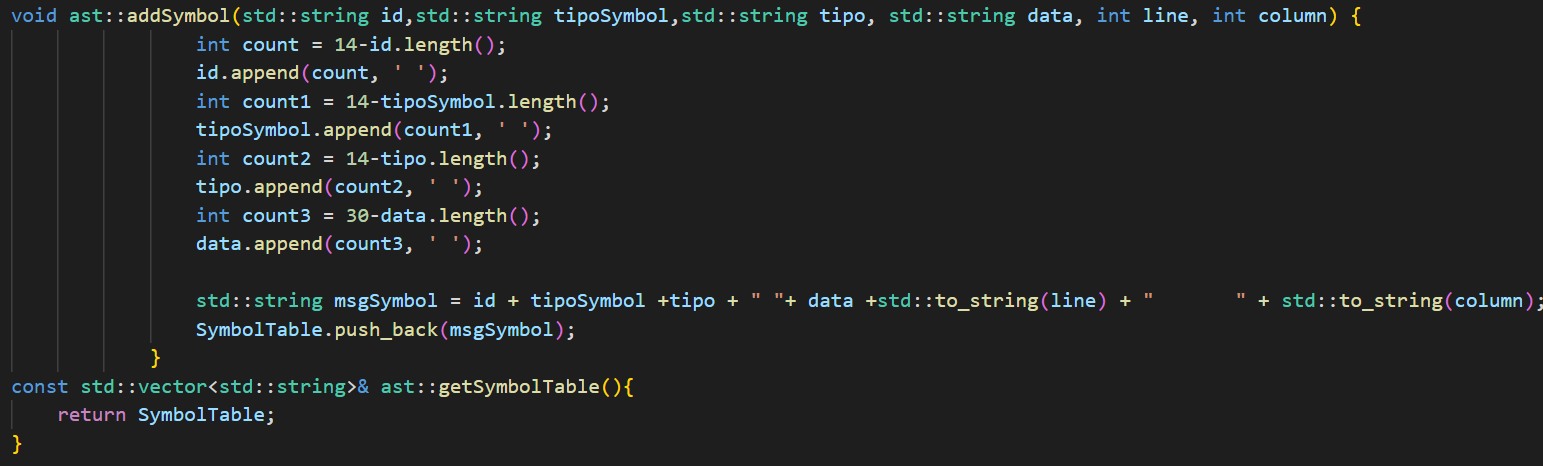 void ast::addSymbol(std::string id,std::string tipoSymbol,std::string tipo, std::string data, int line, int column) {
int count = 14-id.length();
id.append(count, ' ');
int count1 = 14-tipoSymbol.length();
tipoSymbol.append(count1, ' ');
int count2 = 14-tipo.length();
tipo.append(count2, ' ');
int count3 = 30-data.length();
data.append(count3, ' ');
std::string msgSymbol = id + tipoSymbol +tipo + " "+ data +std::to_string(line) + "       " + std::to_string(column);
SymbolTable.push_back(msgSymbol);
}
const std::vector<std::string>& ast::getSymbolTable(){
return SymbolTable;
}